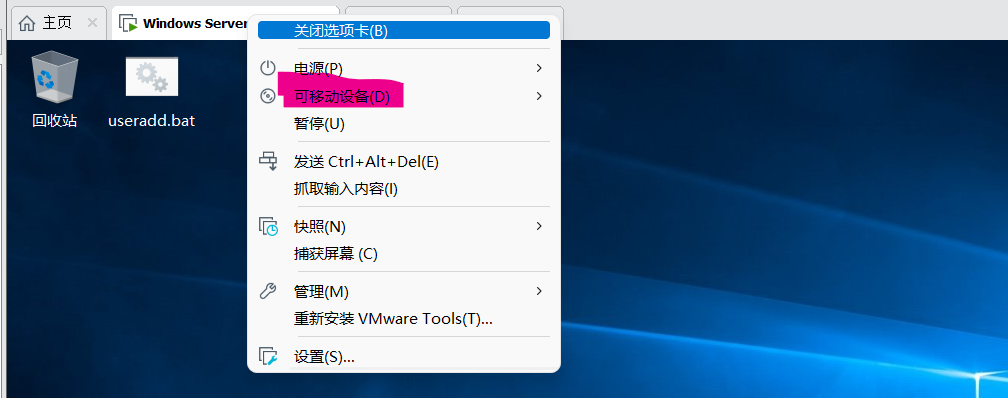 主页
Windows Server
关闭选项卡(B)
电源(P)
可移动设备(D)
暂停(U)
发送 Ctrl+Alt+Del(E)
抓取输入内容(I)
快照(N)
捕获屏幕 (C)
管理(M)
重新安装 VMware Tools(T)...
设置(S)...
回收站
useradd.bat